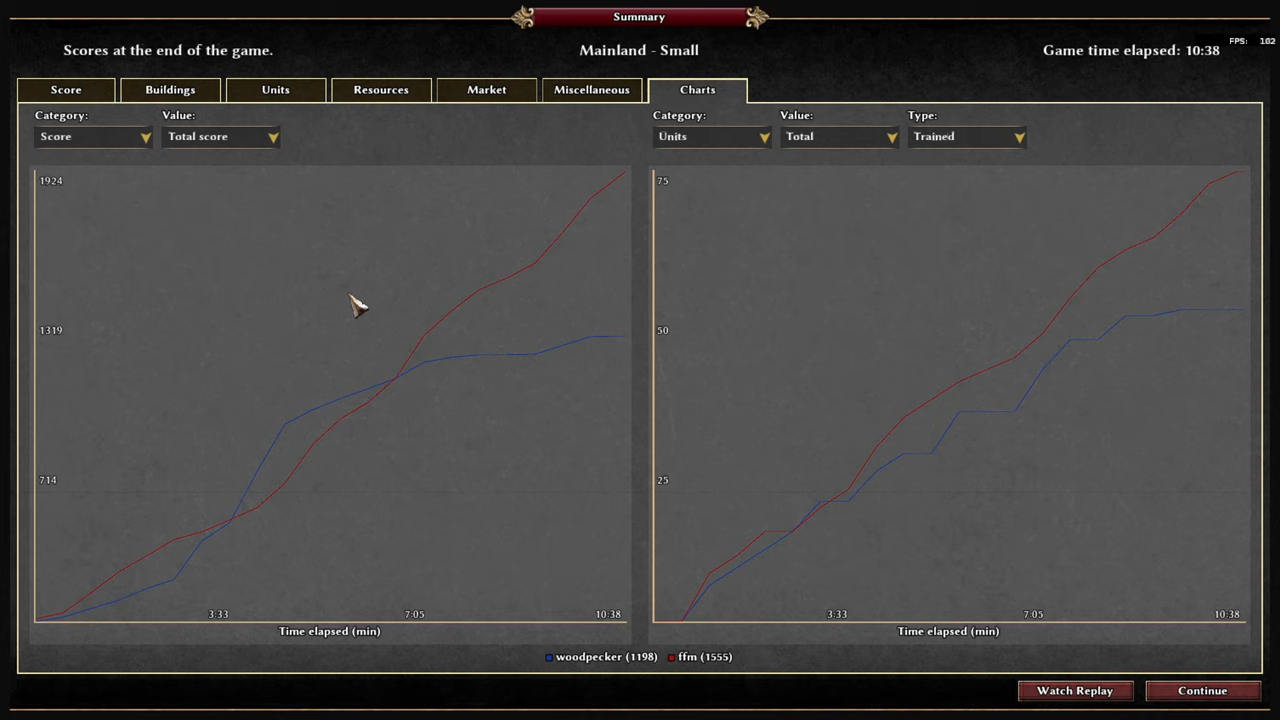 Summary
Scores at the end of the game.
Mainland - Small
Game time elapsed: 10:38
FPS: 102
Score
Buildings
Units
Resources
Market
Miscellaneous
Charts
Category:
Value:
Score
Total score
Category:
Value:
Type:
Units
Total
Trained
1924
1319
714
3:33
7:05
10:38
Time elapsed (min)
75
50
25
3:33
7:05
10:38
Time elapsed (min)
woodpecker (1198)
ffm (1555)
Watch Replay
Continue